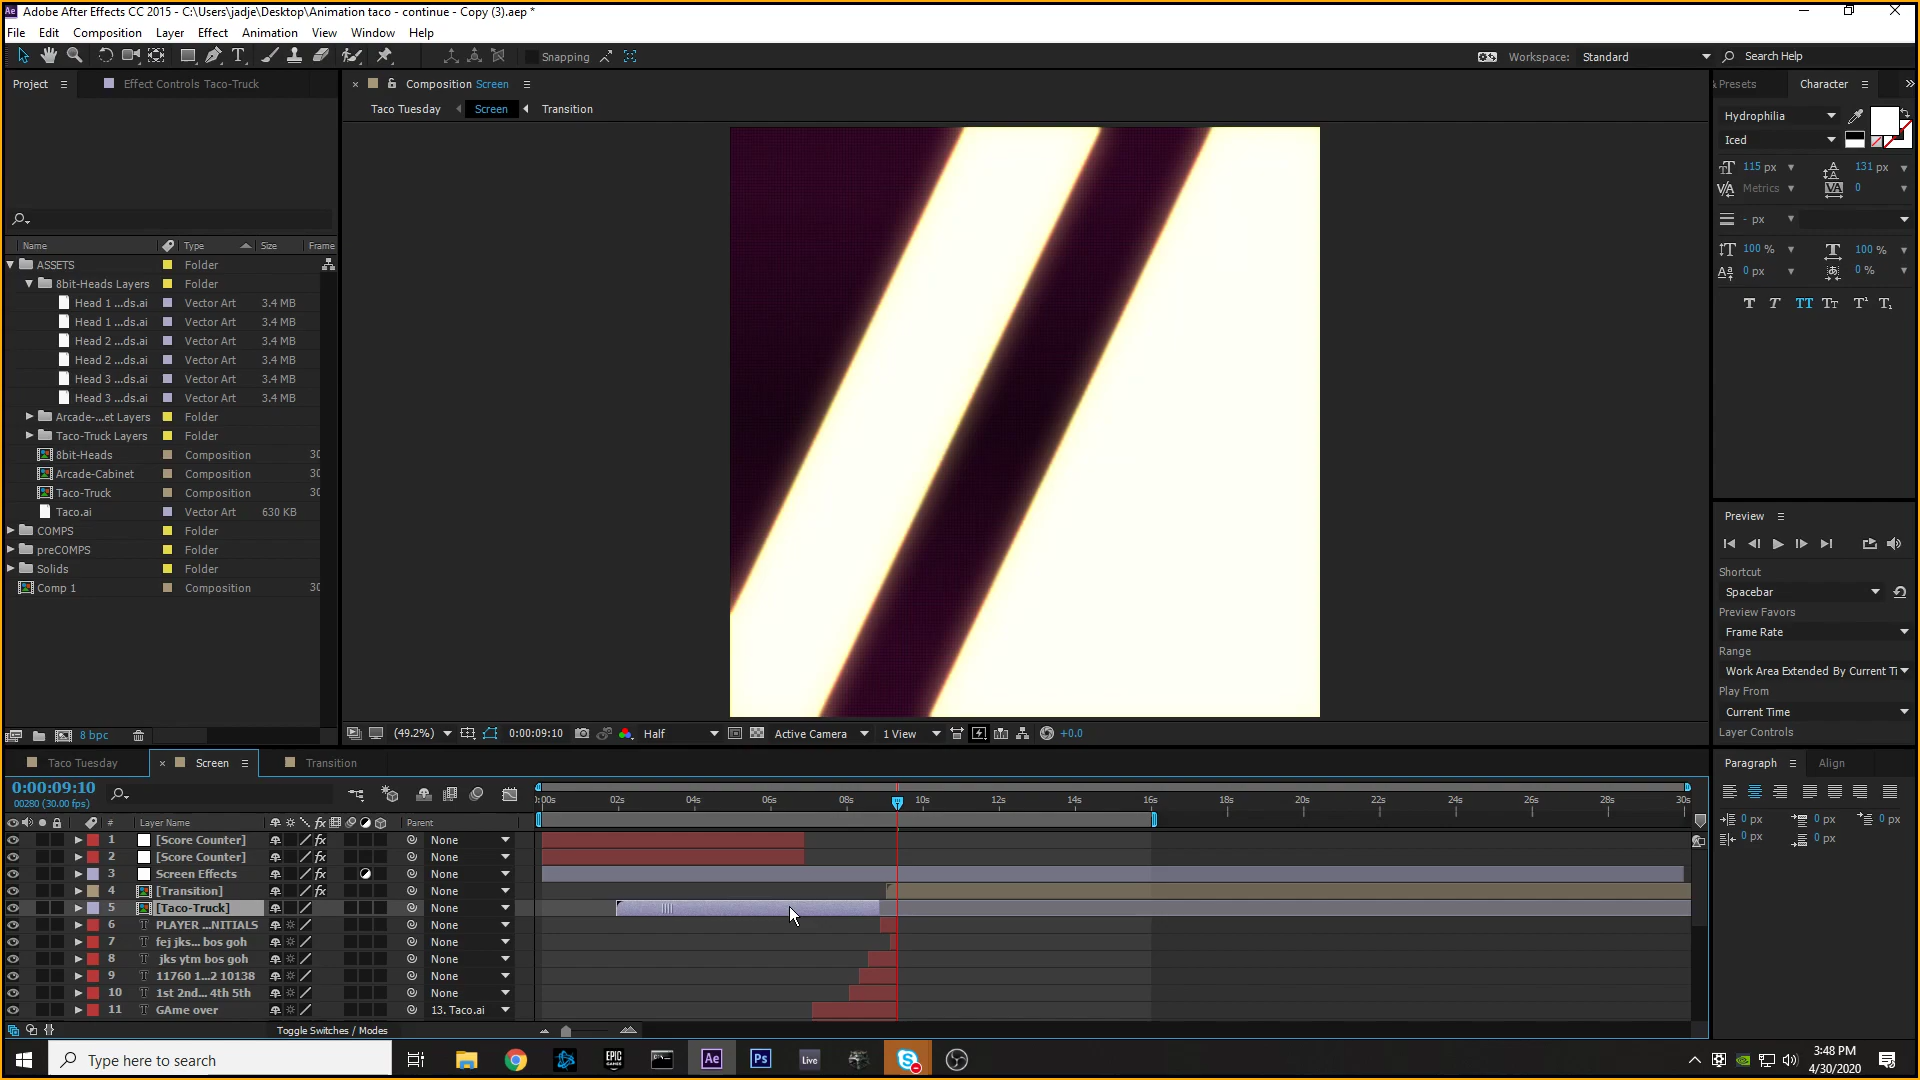 Adobe After Effects CC 2015 - C:\Users\jadje\Desktop\Animation taco - continue - Copy (3).aep *
File Edit Composition Layer Effect Animation View Window Help
Snapping
Workspace: Standard
Search Help
Project
Effect Controls Taco-Truck
Composition Screen
Presets
Character
Taco Tuesday Screen Transition
Hydrophilia
Iced
115 px
131 px
Metrics
0
- px
100 %
100 %
0 px
0 %
Name Type Size Frame
ASSETS Folder
8bit-Heads Layers Folder
Head 1 ...ds.ai Vector Art 3.4 MB
Head 1 ...ds.ai Vector Art 3.4 MB
Head 2 ...ds.ai Vector Art 3.4 MB
Head 2 ...ds.ai Vector Art 3.4 MB
Head 3 ...ds.ai Vector Art 3.4 MB
Head 3 ...ds.ai Vector Art 3.4 MB
Arcade-...et Layers Folder
Taco-Truck Layers Folder
8bit-Heads Composition 30
Arcade-Cabinet Composition 30
Taco-Truck Composition 30
Taco.ai Vector Art 630 KB
COMPS Folder
preCOMPS Folder
Solids Folder
Comp 1 Composition 30
Preview
Shortcut
Spacebar
Preview Favors
Frame Rate
Range
Work Area Extended By Current Ti
Play From
Current Time
Layer Controls
8 bpc
(49.2%) 0:00:09:10 Half Active Camera 1 View +0.0
Taco Tuesday Screen Transition
Paragraph Align
0:00:09:10
00280 (30.00 fps)
:00s 02s 04s 06s 08s 10s 12s 14s 16s 18s 20s 22s 24s 26s 28s 30s
# Layer Name Parent
1 [Score Counter] None
2 [Score Counter] None
3 Screen Effects None
4 [Transition] None
5 [Taco-Truck] None
6 PLAYER ...NITIALS None
7 fej jks... bos goh None
8 jks ytm bos goh None
9 11760 1...2 10138 None
10 1st 2nd... 4th 5th None
11 GAme over 13. Taco.ai
0 px 0 px 0 px
0 px 0 px
Toggle Switches / Modes
Type here to search
EPIC GAMES
Ae
Ps
Live
3:48 PM
4/30/2020